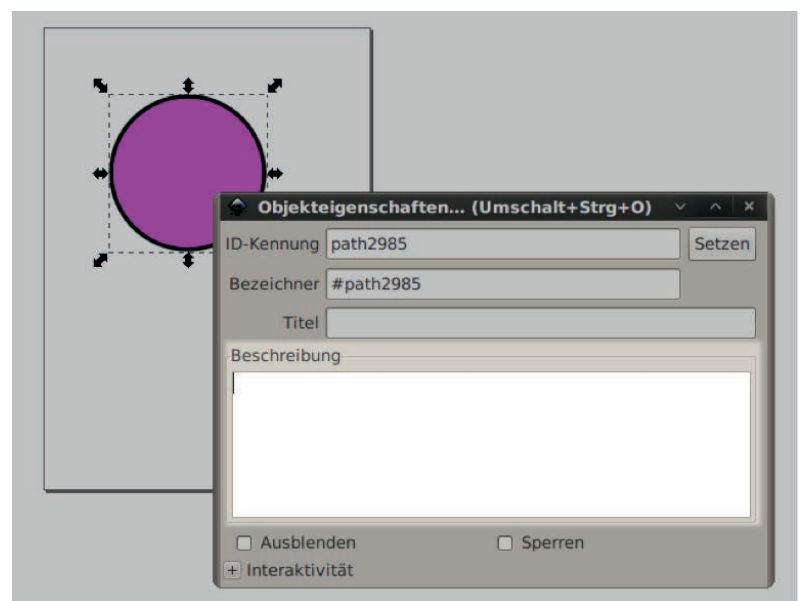 Objekteigenschaften... (Umschalt+Strg+O)
ID-Kennung path2985 Setzen
Bezeichner #path2985
Titel
Beschreibung
Ausblenden Sperren
Interaktivität